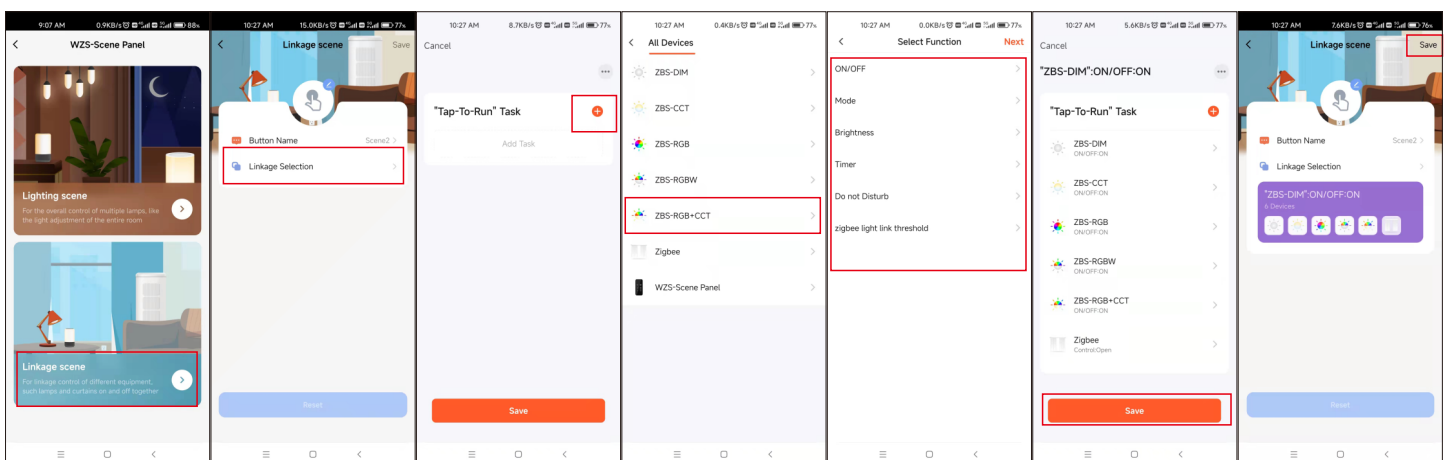 9:07 AM 0.9KB/s 88%
WZS-Scene Panel
Lighting scene
For the overall control of multiple lamps, like
the light adjustment of the entire room
Linkage scene
For linkage control of different equipment,
such lamps and curtains on and off together
10:27 AM 15.0KB/s 77%
Linkage scene Save
Button Name Scene2
Linkage Selection
Reset
10:27 AM 8.7KB/s 77%
Cancel
"Tap-To-Run" Task
Add Task
Save
10:27 AM 0.4KB/s 77%
All Devices
ZBS-DIM
ZBS-CCT
ZBS-RGB
ZBS-RGBW
ZBS-RGB+CCT
Zigbee
WZS-Scene Panel
10:27 AM 0.0KB/s 77%
Select Function Next
ON/OFF
Mode
Brightness
Timer
Do not Disturb
zigbee light link threshold
10:27 AM 5.6KB/s 77%
Cancel
"ZBS-DIM":ON/OFF:ON
"Tap-To-Run" Task
ZBS-DIM
ON/OFF:ON
ZBS-CCT
ON/OFF:ON
ZBS-RGB
ON/OFF:ON
ZBS-RGBW
ON/OFF:ON
ZBS-RGB+CCT
ON/OFF:ON
Zigbee
Control:Open
Save
10:27 AM 7.6KB/s 76%
Linkage scene Save
Button Name Scene2
Linkage Selection
"ZBS-DIM":ON/OFF:ON
6 Devices
Reset